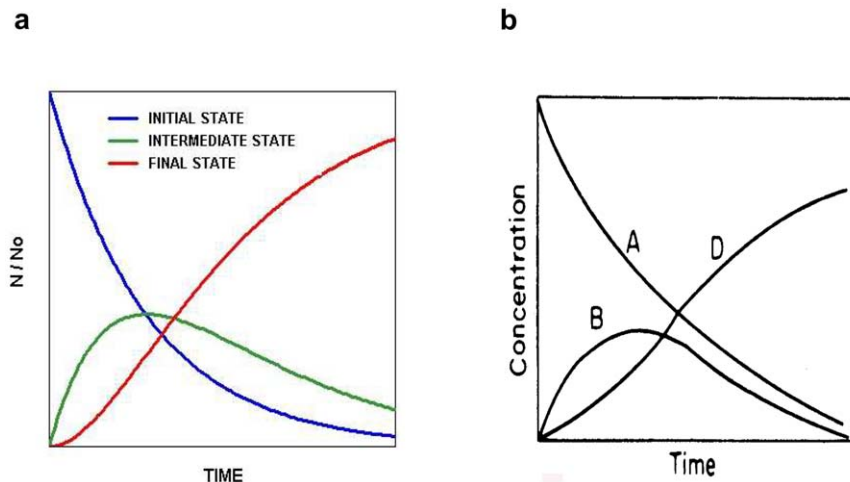 a
INITIAL STATE
INTERMEDIATE STATE
FINAL STATE
N / No
TIME
b
A
D
B
Concentration
Time